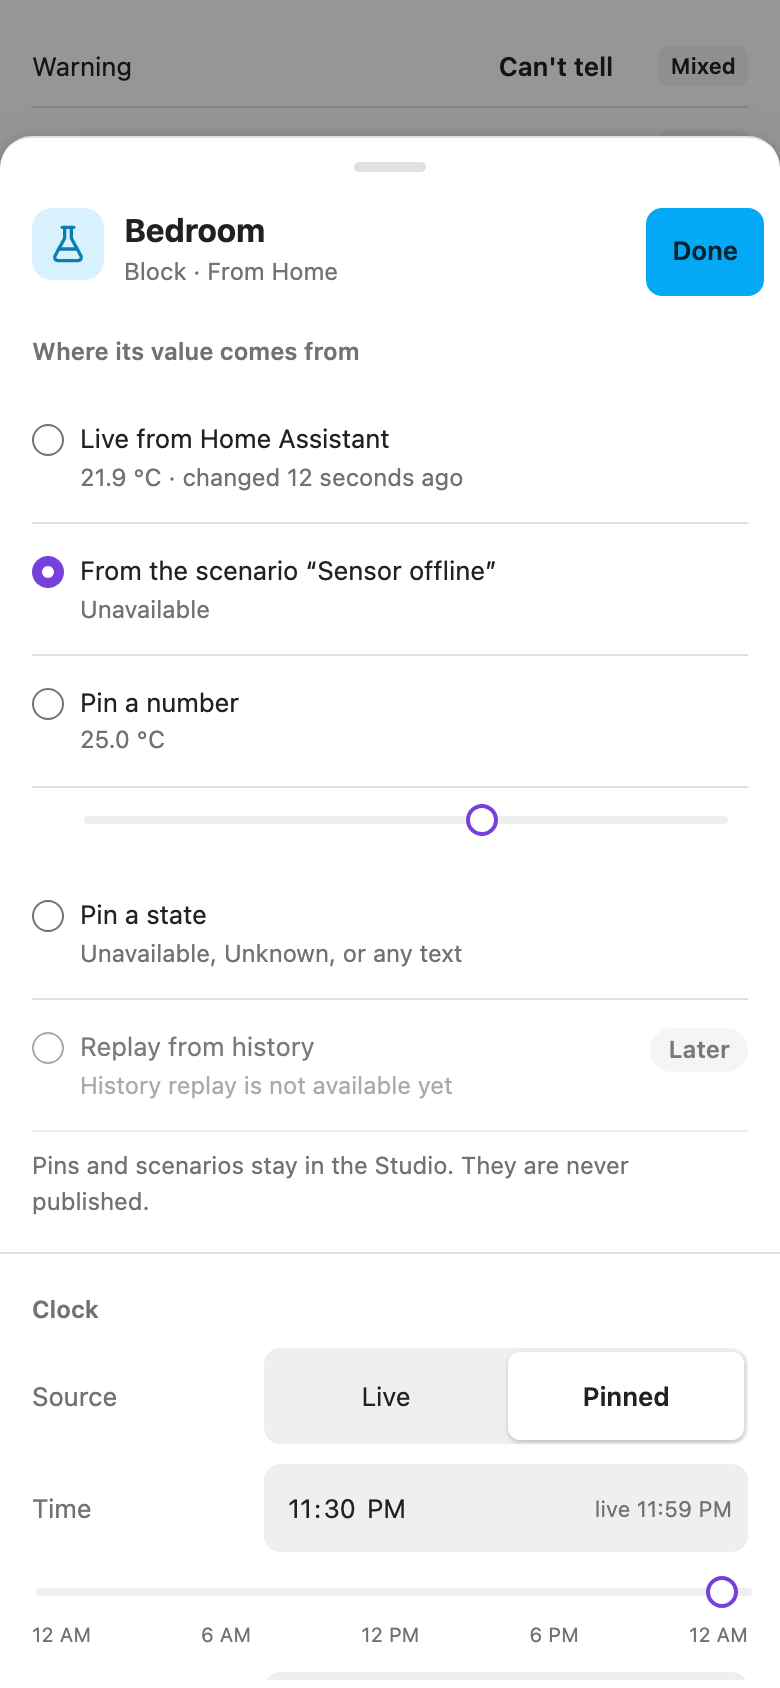 Warning
Can't tell
Mixed
Bedroom
Block · From Home
Done
Where its value comes from
Live from Home Assistant
21.9 °C · changed 12 seconds ago
From the scenario “Sensor offline”
Unavailable
Pin a number
25.0 °C
Pin a state
Unavailable, Unknown, or any text
Replay from history
Later
History replay is not available yet
Pins and scenarios stay in the Studio. They are never
published.
Clock
Source
Live
Pinned
Time
11:30 PM
live 11:59 PM
12 AM
6 AM
12 PM
6 PM
12 AM